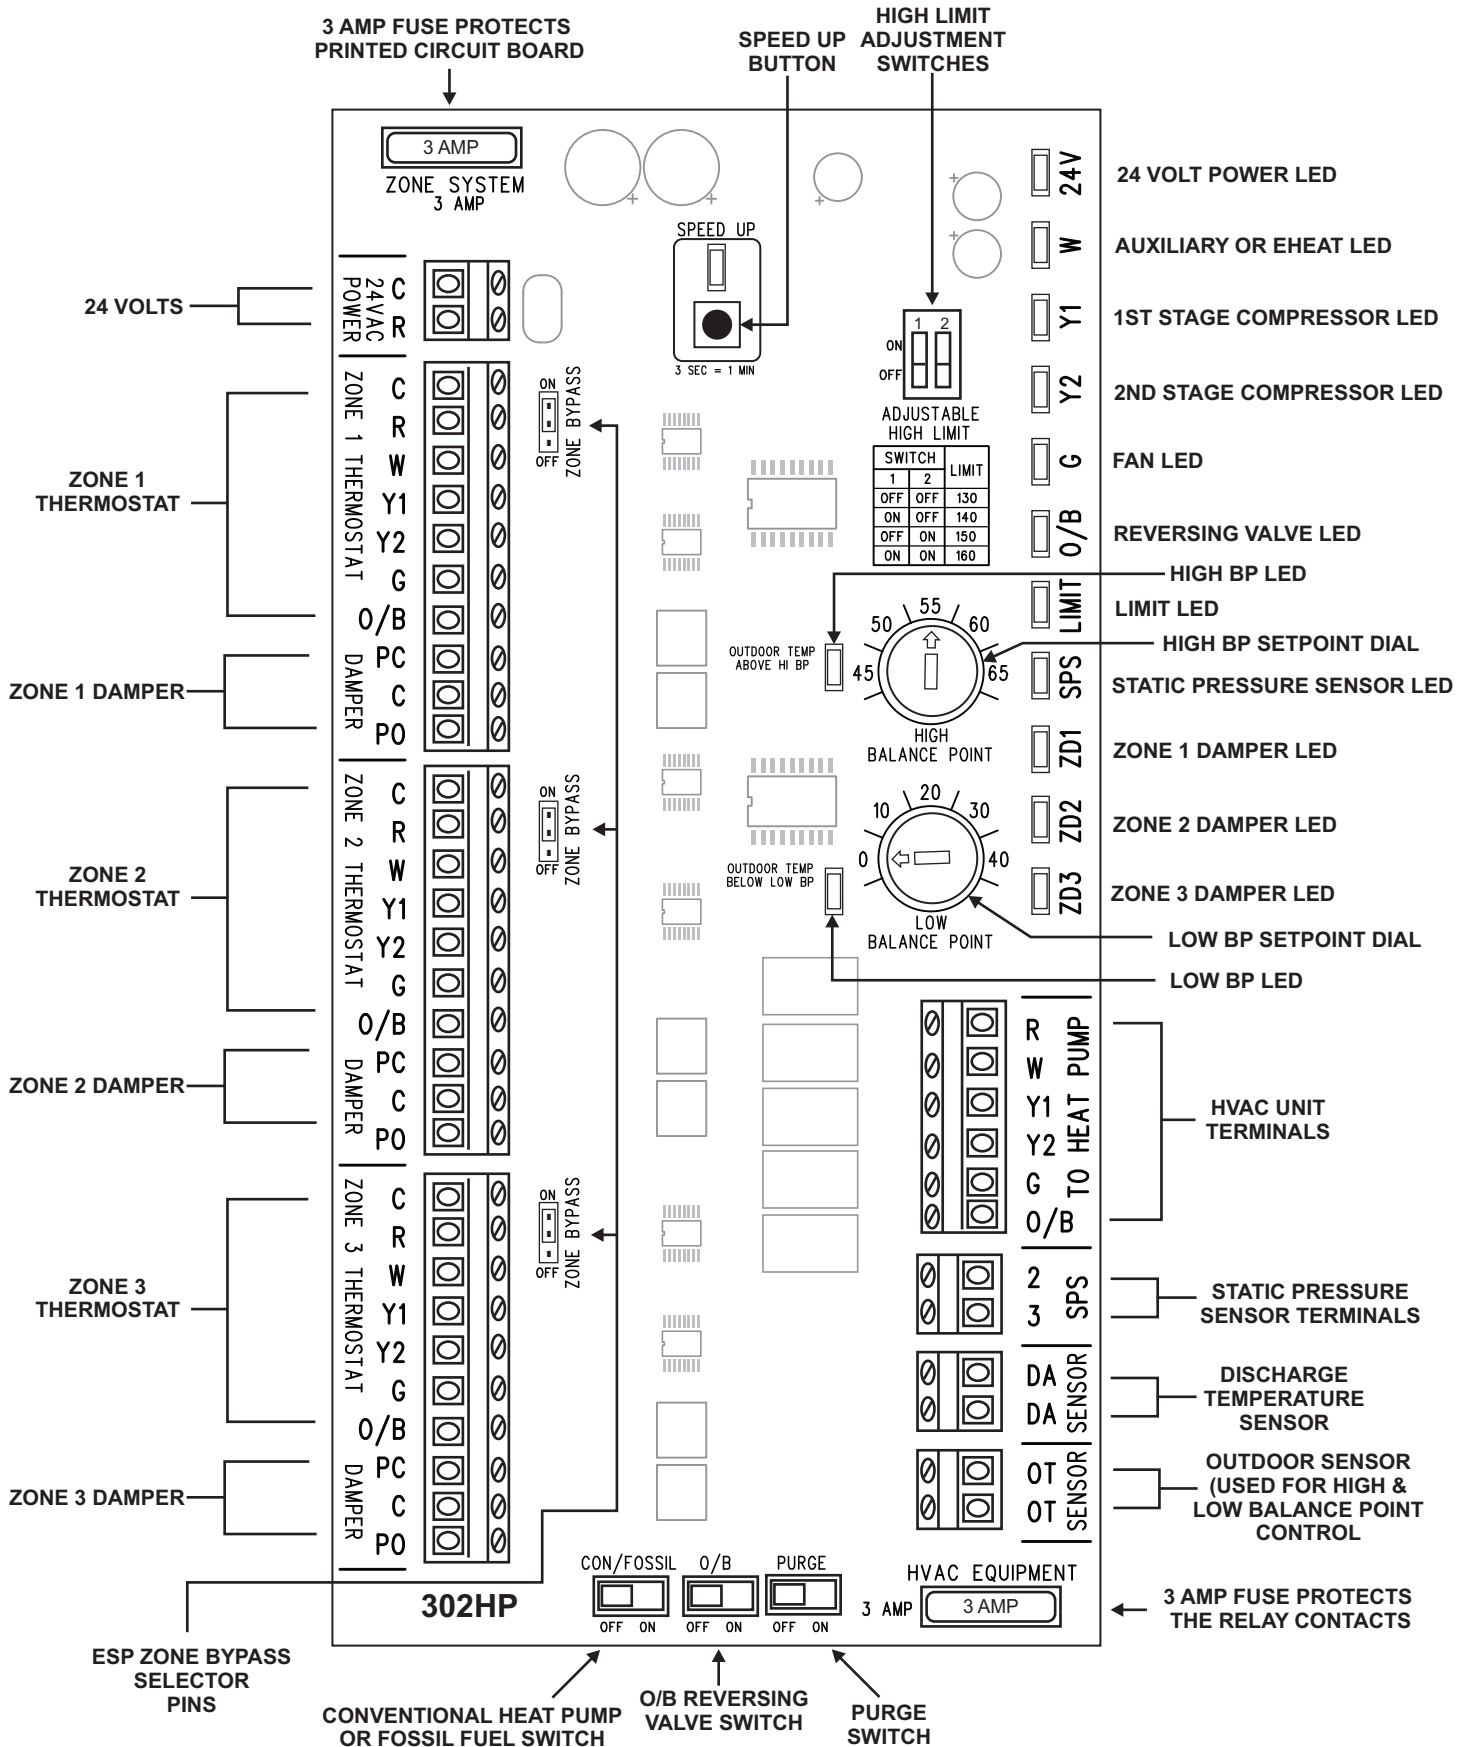 3 AMP FUSE PROTECTS
PRINTED CIRCUIT BOARD
SPEED UP
BUTTON
HIGH LIMIT
ADJUSTMENT
SWITCHES
3 AMP
ZONE SYSTEM
3 AMP
24 VOLTS
24VAC
POWER
C
R
SPEED UP
3 SEC = 1 MIN
1 2
ON
OFF
ADJUSTABLE
HIGH LIMIT
SWITCH LIMIT
1 2
OFF OFF 130
ON OFF 140
OFF ON 150
ON ON 160
24V
24 VOLT POWER LED
W
AUXILIARY OR EHEAT LED
Y1
1ST STAGE COMPRESSOR LED
Y2
2ND STAGE COMPRESSOR LED
G
FAN LED
O/B
REVERSING VALVE LED
HIGH BP LED
LIMIT
LIMIT LED
HIGH BP SETPOINT DIAL
SPS
STATIC PRESSURE SENSOR LED
ZD1
ZONE 1 DAMPER LED
ZD2
ZONE 2 DAMPER LED
ZD3
ZONE 3 DAMPER LED
LOW BP SETPOINT DIAL
LOW BP LED
ZONE 1
THERMOSTAT
ZONE 1 THERMOSTAT
C
R
W
Y1
Y2
G
O/B
ON
OFF
ZONE BYPASS
ZONE 1 DAMPER
DAMPER
PC
C
PO
OUTDOOR TEMP
ABOVE HI BP
45
50
55
60
65
HIGH
BALANCE POINT
ZONE 2
THERMOSTAT
ZONE 2 THERMOSTAT
C
R
W
Y1
Y2
G
O/B
ON
OFF
ZONE BYPASS
OUTDOOR TEMP
BELOW LOW BP
0
10
20
30
40
LOW
BALANCE POINT
ZONE 2 DAMPER
DAMPER
PC
C
PO
R
W
Y1
Y2
G
O/B
TO HEAT PUMP
HVAC UNIT
TERMINALS
ZONE 3
THERMOSTAT
ZONE 3 THERMOSTAT
C
R
W
Y1
Y2
G
O/B
ON
OFF
ZONE BYPASS
2
3
SPS
STATIC PRESSURE
SENSOR TERMINALS
DA
DA
SENSOR
DISCHARGE
TEMPERATURE
SENSOR
ZONE 3 DAMPER
DAMPER
PC
C
PO
OT
OT
SENSOR
OUTDOOR SENSOR
(USED FOR HIGH &
LOW BALANCE POINT
CONTROL
302HP
CON/FOSSIL
OFF ON
O/B
OFF ON
PURGE
OFF ON
HVAC EQUIPMENT
3 AMP
3 AMP
3 AMP FUSE PROTECTS
THE RELAY CONTACTS
ESP ZONE BYPASS
SELECTOR
PINS
CONVENTIONAL HEAT PUMP
OR FOSSIL FUEL SWITCH
O/B REVERSING
VALVE SWITCH
PURGE
SWITCH